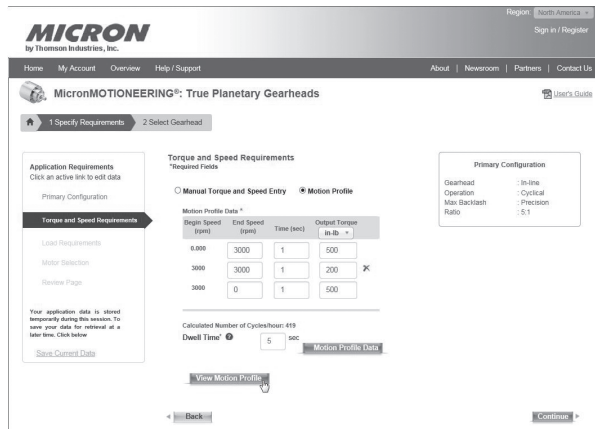 Region: North America
MICRON
by Thomson Industries, Inc.
Sign in / Register
Home My Account Overview Help / Support About | Newsroom | Partners | Contact Us
MicronMOTIONEERING®: True Planetary Gearheads
User's Guide
1 Specify Requirements 2 Select Gearhead
Application Requirements
Click an active link to edit data
Primary Configuration
Torque and Speed Requirements
Load Requirements
Motor Selection
Review Page
Your application data is stored
temporarily during this session. To
save your data for retrieval at a
later time. Click below
Save Current Data
Torque and Speed Requirements
*Required Fields
Manual Torque and Speed Entry Motion Profile
Motion Profile Data *
Begin Speed (rpm) End Speed (rpm) Time (sec) Output Torque in-lb
0.000 3000 1 500
3000 3000 1 200
3000 0 1 500
Calculated Number of Cycles/hour: 419
Dwell Time* ? 5 sec
Motion Profile Data
View Motion Profile
Back
Continue
Primary Configuration
Gearhead : In-line
Operation : Cyclical
Max Backlash : Precision
Ratio : 5:1